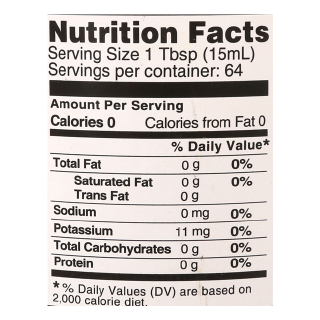 Nutrition Facts
Serving Size 1 Tbsp (15mL)
Servings per container: 64
Amount Per Serving
Calories 0 Calories from Fat 0
% Daily Value*
Total Fat 0 g 0%
Saturated Fat 0 g 0%
Trans Fat 0 g
Sodium 0 mg 0%
Potassium 11 mg 0%
Total Carbohydrates 0 g 0%
Protein 0 g 0%
*% Daily Values (DV) are based on
2,000 calorie diet.